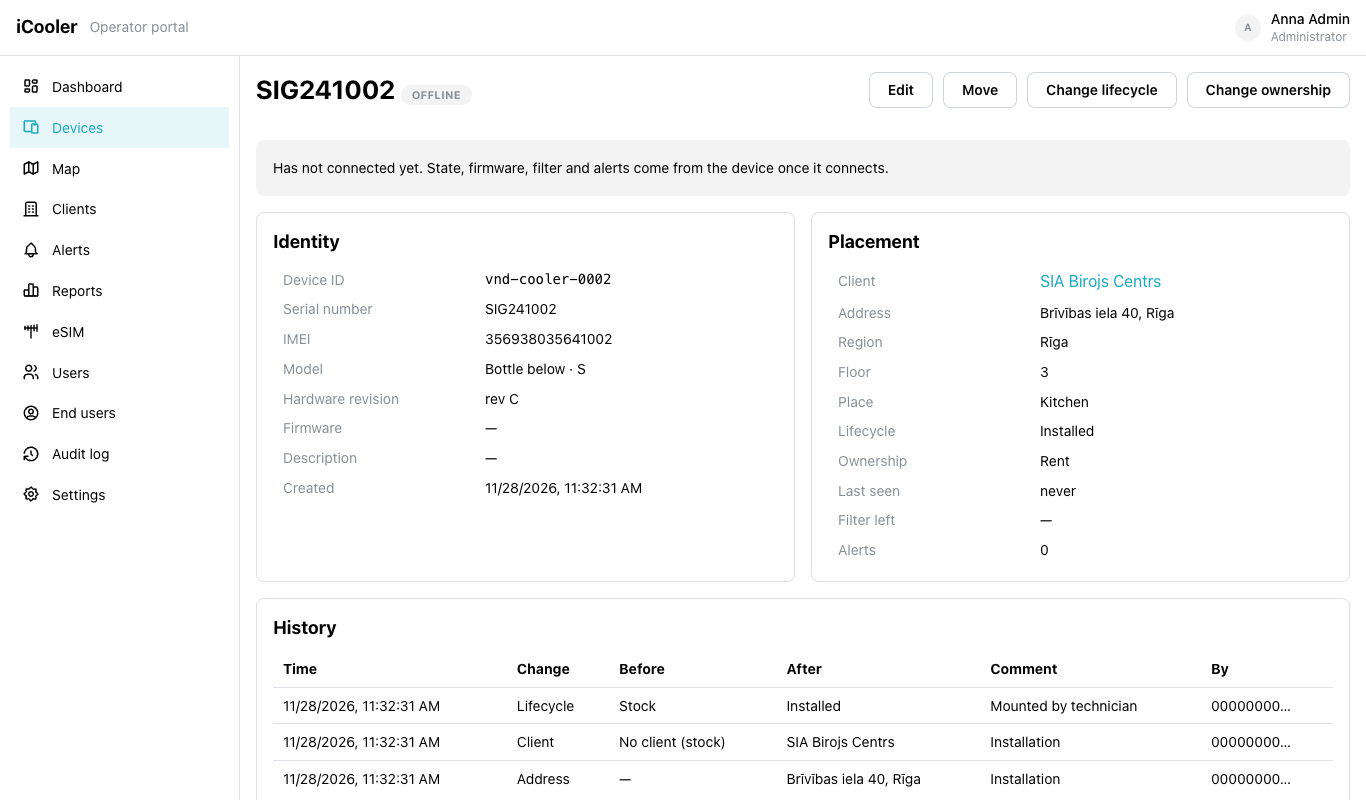 iCooler Operator portal
A
Anna Admin
Administrator
Dashboard
Devices
Map
Clients
Alerts
Reports
eSIM
Users
End users
Audit log
Settings
SIG241002 OFFLINE
Edit Move Change lifecycle Change ownership
Has not connected yet. State, firmware, filter and alerts come from the device once it connects.
Identity
Device ID vnd-cooler-0002
Serial number SIG241002
IMEI 356938035641002
Model Bottle below · S
Hardware revision rev C
Firmware —
Description —
Created 11/28/2026, 11:32:31 AM
Placement
Client SIA Birojs Centrs
Address Brīvības iela 40, Rīga
Region Rīga
Floor 3
Place Kitchen
Lifecycle Installed
Ownership Rent
Last seen never
Filter left —
Alerts 0
History
Time Change Before After Comment By
11/28/2026, 11:32:31 AM Lifecycle Stock Installed Mounted by technician 00000000...
11/28/2026, 11:32:31 AM Client No client (stock) SIA Birojs Centrs Installation 00000000...
11/28/2026, 11:32:31 AM Address — Brīvības iela 40, Rīga Installation 00000000...